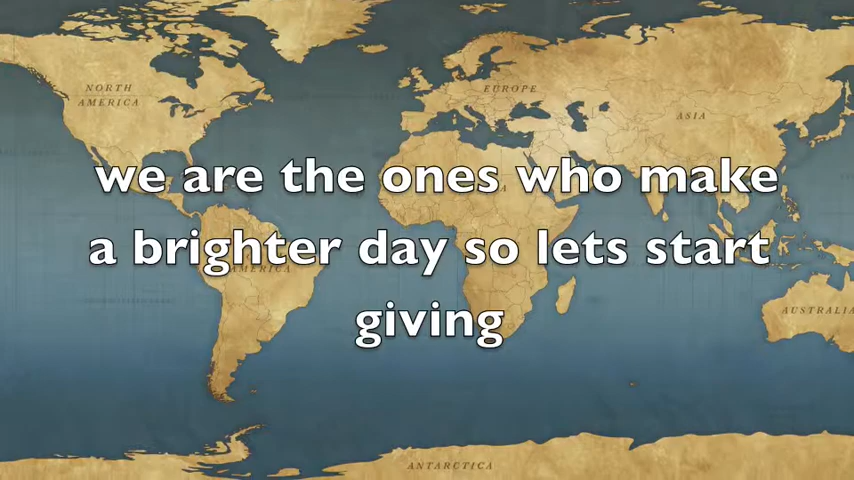 NORTH
AMERICA
EUROPE
ASIA
we are the ones who make
a brighter day so lets start
AMERICA
giving
AUSTRALIA
ANTARCTICA